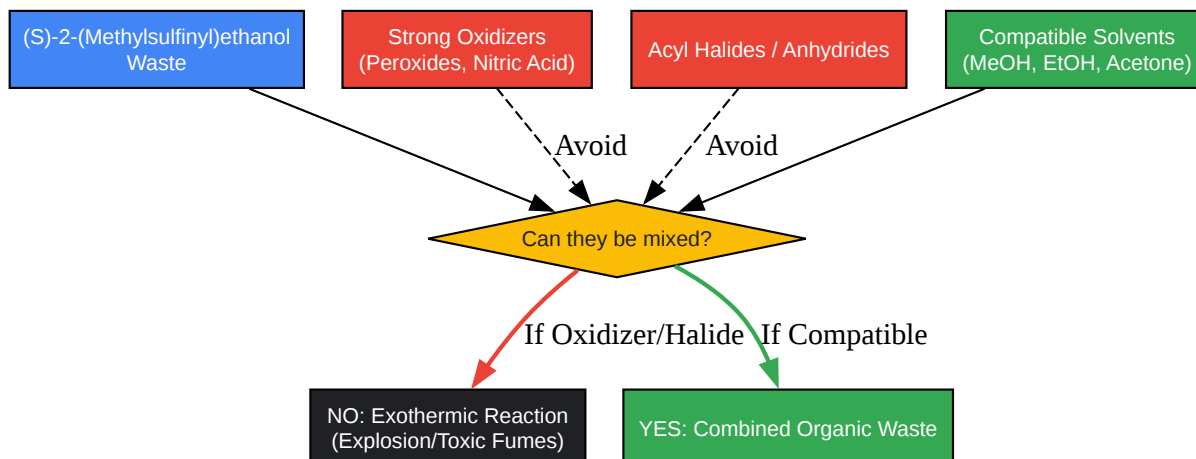 (S)-2-(Methylsulfinyl)ethanol
Waste
Strong Oxidizers
(Peroxides, Nitric Acid)
Acyl Halides / Anhydrides
Compatible Solvents
(MeOH, EtOH, Acetone)
Avoid
Avoid
Can they be mixed?
If Oxidizer/Halide
If Compatible
NO: Exothermic Reaction
(Explosion/Toxic Fumes)
YES: Combined Organic Waste